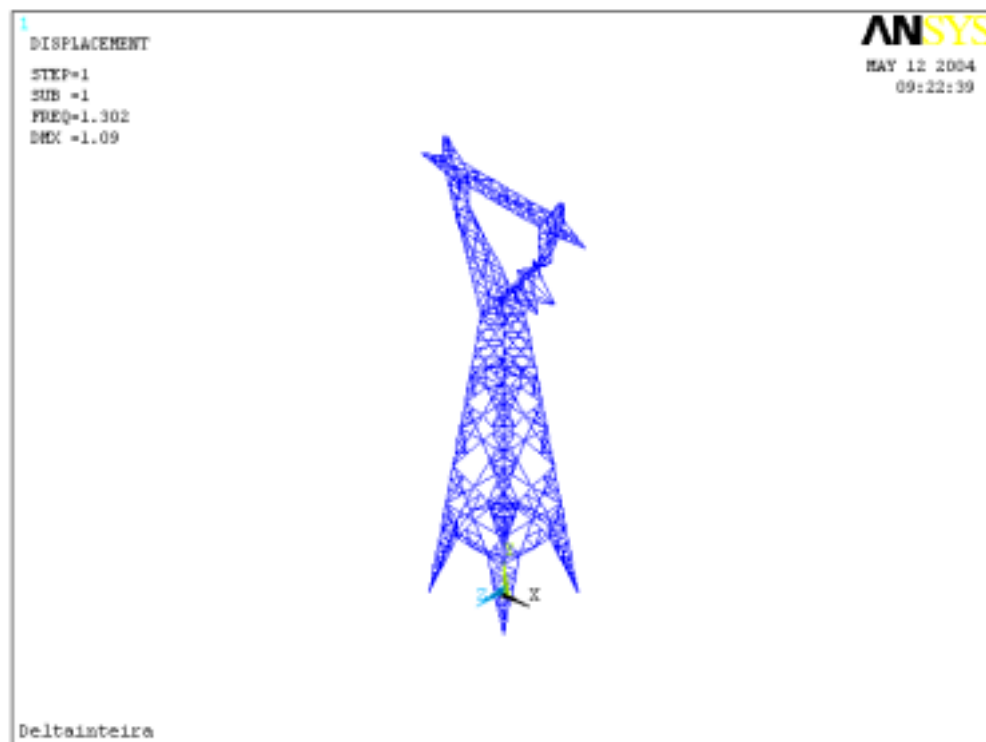 1
DISPLACEMENT
STEP=1
SUB =1
FREQ=1.302
DMX =1.09
ANSYS
MAY 12 2004
09:22:39
Z
X
Deltainteira